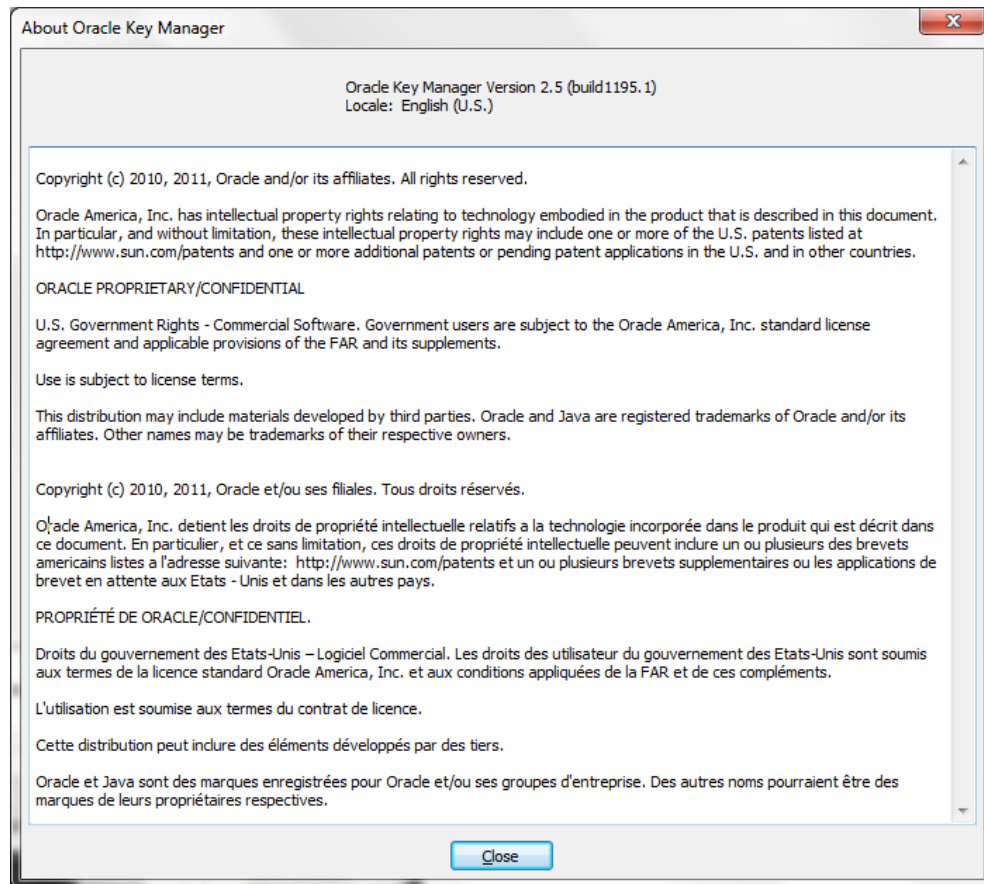 About Oracle Key Manager
Oracle Key Manager Version 2.5 (build1195.1)
Locale: English (U.S.)
Copyright (c) 2010, 2011, Oracle and/or its affiliates. All rights reserved.
Oracle America, Inc. has intellectual property rights relating to technology embodied in the product that is described in this document.
In particular, and without limitation, these intellectual property rights may include one or more of the U.S. patents listed at
http://www.sun.com/patents and one or more additional patents or pending patent applications in the U.S. and in other countries.
ORACLE PROPRIETARY/CONFIDENTIAL
U.S. Government Rights - Commercial Software. Government users are subject to the Oracle America, Inc. standard license
agreement and applicable provisions of the FAR and its supplements.
Use is subject to license terms.
This distribution may include materials developed by third parties. Oracle and Java are registered trademarks of Oracle and/or its
affiliates. Other names may be trademarks of their respective owners.
Copyright (c) 2010, 2011, Oracle et/ou ses filiales. Tous droits réservés.
Oracle America, Inc. detient les droits de propriété intellectuelle relatifs a la technologie incorporée dans le produit qui est décrit dans
ce document. En particulier, et ce sans limitation, ces droits de propriété intellectuelle peuvent inclure un ou plusieurs des brevets
americains listes a l'adresse suivante: http://www.sun.com/patents et un ou plusieurs brevets supplementaires ou les applications de
brevet en attente aux Etats - Unis et dans les autres pays.
PROPRIÉTÉ DE ORACLE/CONFIDENTIEL.
Droits du gouvernement des Etats-Unis – Logiciel Commercial. Les droits des utilisateur du gouvernement des Etats-Unis sont soumis
aux termes de la licence standard Oracle America, Inc. et aux conditions appliquées de la FAR et de ces compléments.
L'utilisation est soumise aux termes du contrat de licence.
Cette distribution peut inclure des éléments développés par des tiers.
Oracle et Java sont des marques enregistrées pour Oracle et/ou ses groupes d'entreprise. Des autres noms pourraient être des
marques de leurs propriétaires respectives.
Close